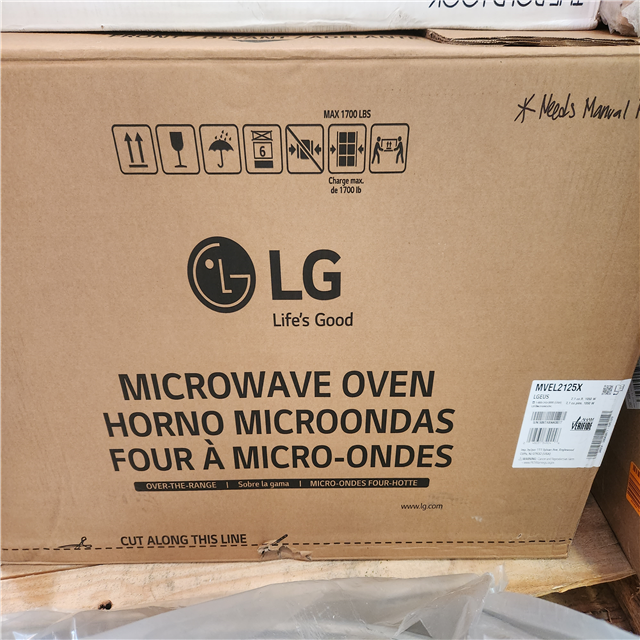 MAX 1700 LBS
* Needs Manual
6
Charge max.
de 1700 lb
LG
Life's Good
MICROWAVE OVEN
HORNO MICROONDAS
FOUR À MICRO-ONDES
OVER-THE-RANGE | Sobre la gama | MICRO-ONDES FOUR-HOTTE
MVEL2125X
LGEUS
VERIFIED
www.lg.com
CUT ALONG THIS LINE